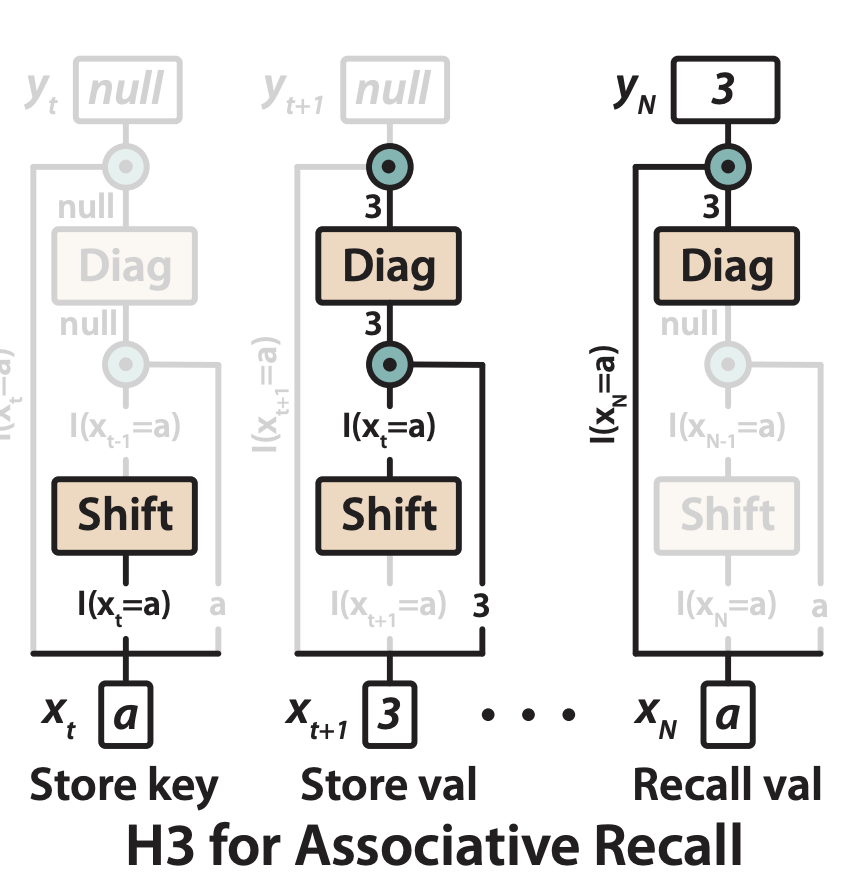 y_t null
null
Diag
null
I(x_t=a)
I(x_{t-1}=a)
Shift
I(x_t=a) a
x_t a
Store key
y_{t+1} null
3
Diag
3
I(x_{t+1}=a)
I(x_t=a)
Shift
I(x_{t+1}=a) 3
x_{t+1} 3
Store val
• • •
y_N 3
3
Diag
null
I(x_N=a)
I(x_{N-1}=a)
Shift
I(x_N=a) a
x_N a
Recall val
H3 for Associative Recall